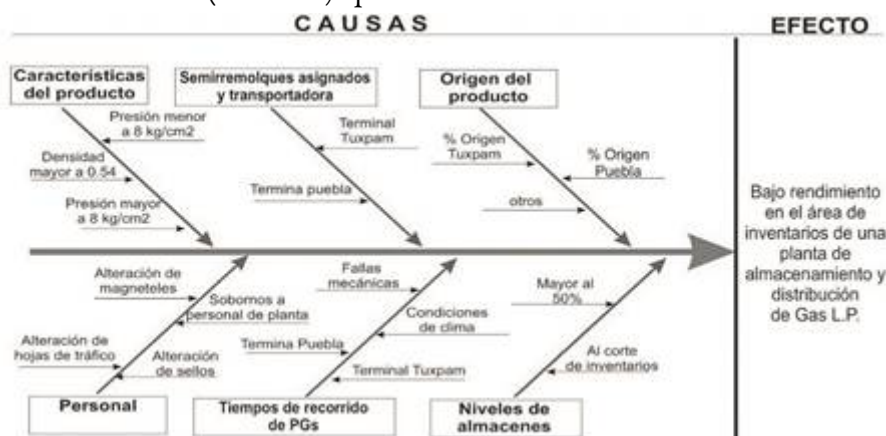 CAUSAS
EFECTO
Características
del producto
Semirremolques asignados
y transportadora
Origen del
producto
Presión menor
a 8 kg/cm2
Densidad
mayor a 0.54
Presión mayor
a 8 kg/cm2
Terminal
Tuxpam
Termina puebla
% Origen
Tuxpam
% Origen
Puebla
otros
Bajo rendimiento
en el área de
inventarios de una
planta de
almacenamiento y
distribución
de Gas L.P.
Alteración de
magneteles
Sobornos a
personal de planta
Alteración de
hojas de tráfico
Alteración
de sellos
Fallas
mecánicas
Condiciones
de clima
Termina Puebla
Terminal Tuxpam
Mayor al
50%
Al corte
de inventarios
Personal
Tiempos de recorrido
de PGs
Niveles de
almacenes